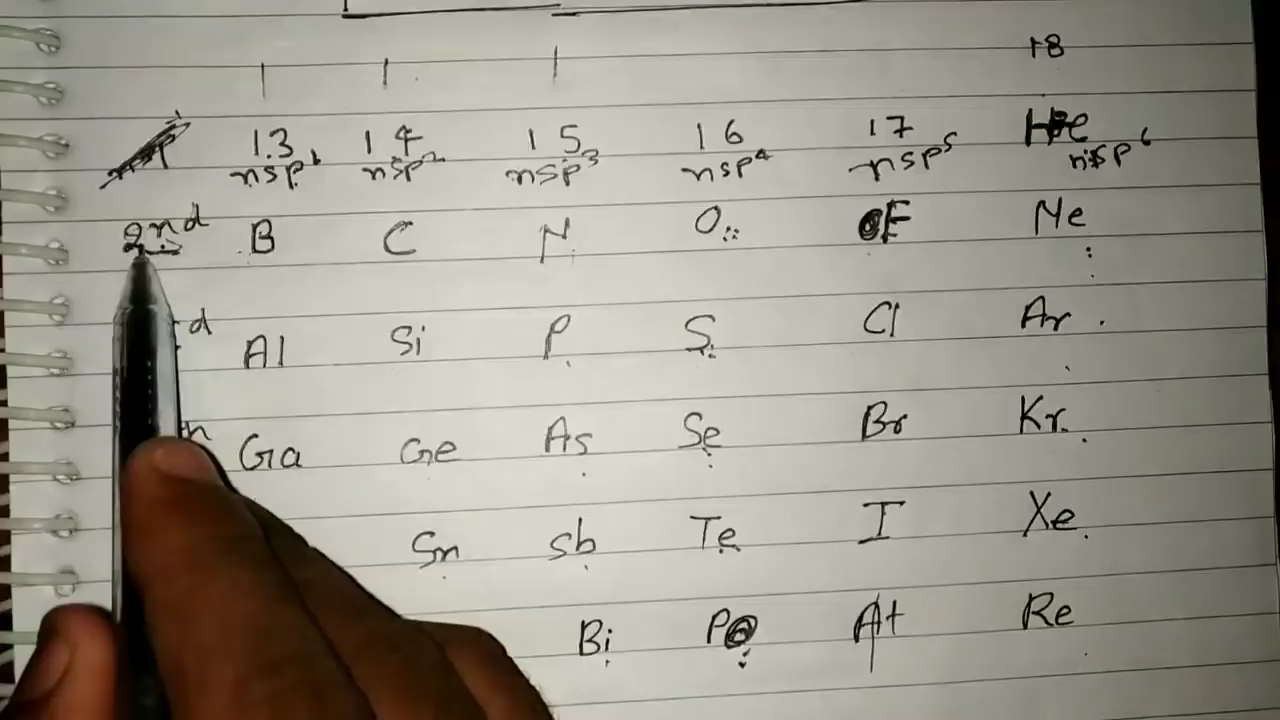 18
13 14 15 16 17 He
nsp¹ nsp² nsp³ nsp⁴ nsp⁵ nsp⁶
2nd B C N O F Ne
d Al Si P S Cl Ar
h Ga Ge As Se Br Kr
Sn Sb Te I Xe
Bi Po At Re